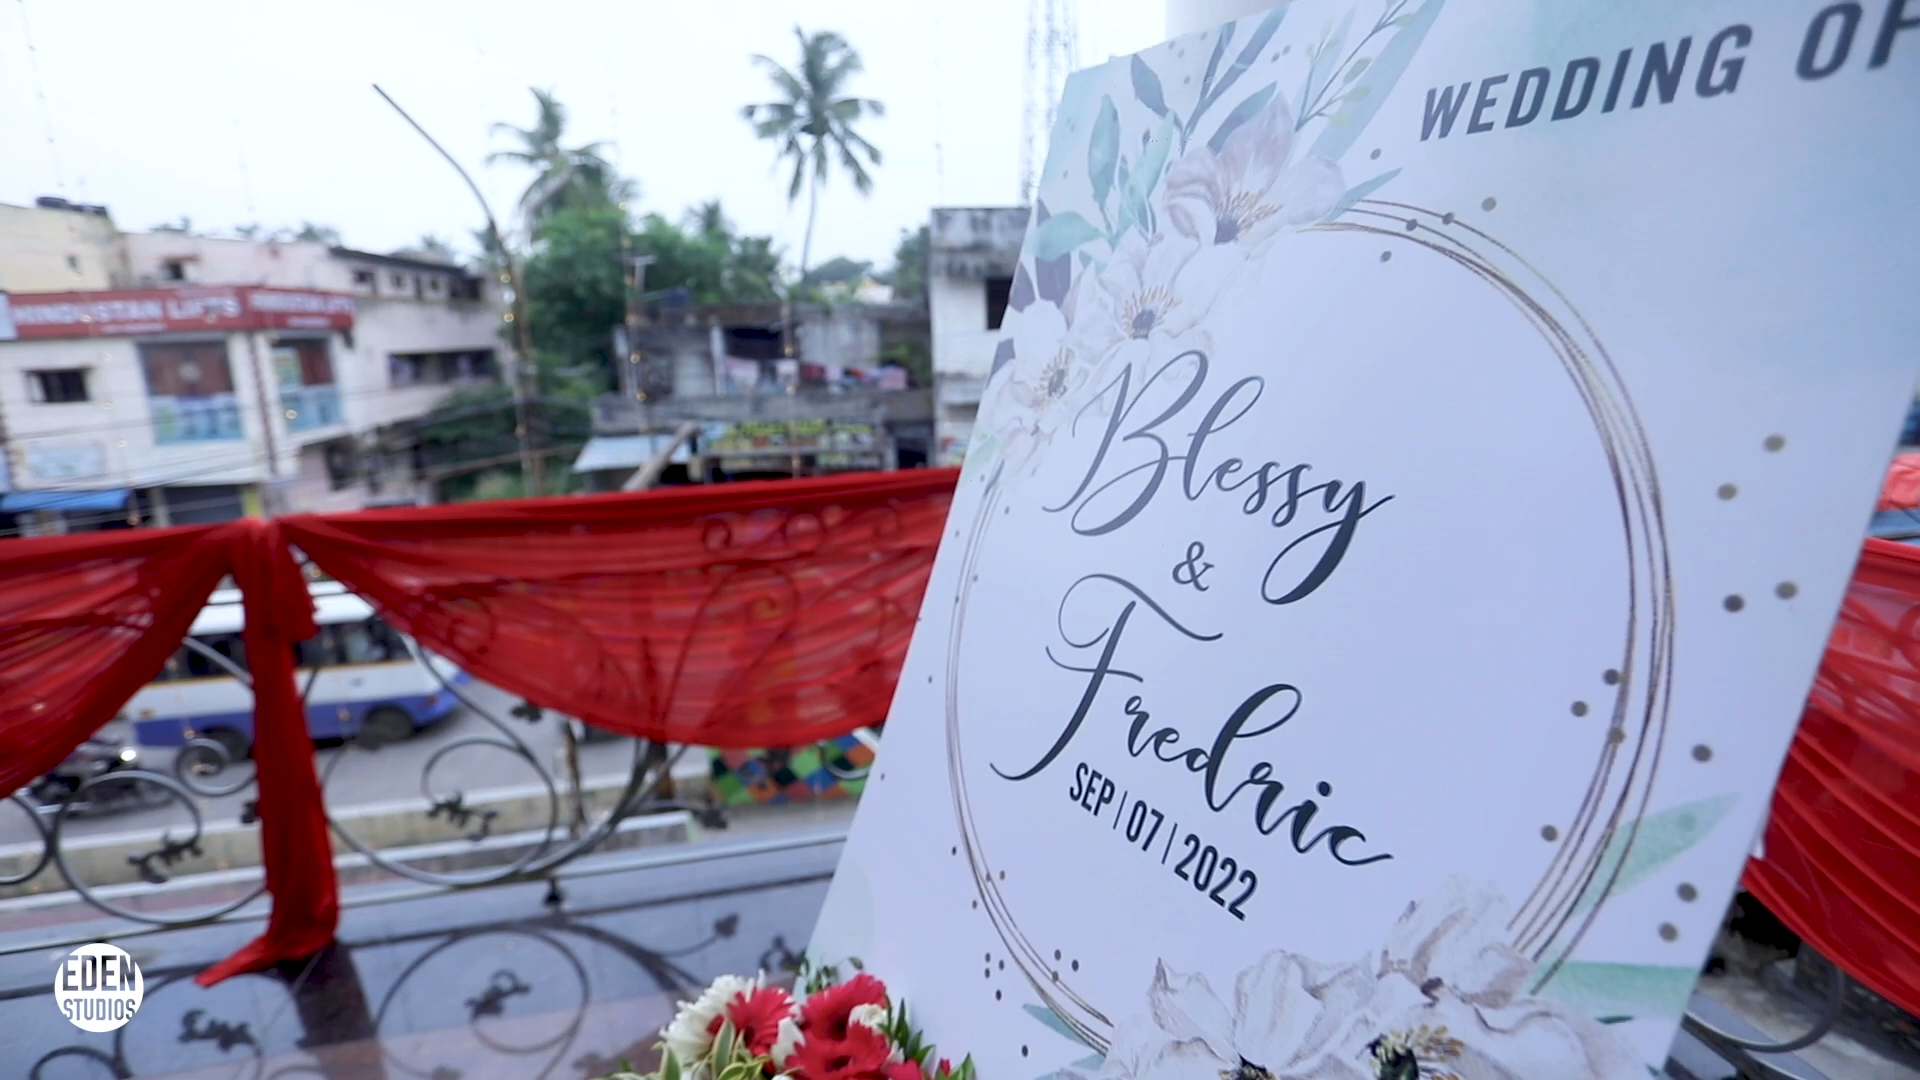 WEDDING OF
Blessy
&
Fredric
SEP | 07 | 2022
HINDUSTAN LIFTS
EDEN
STUDIOS